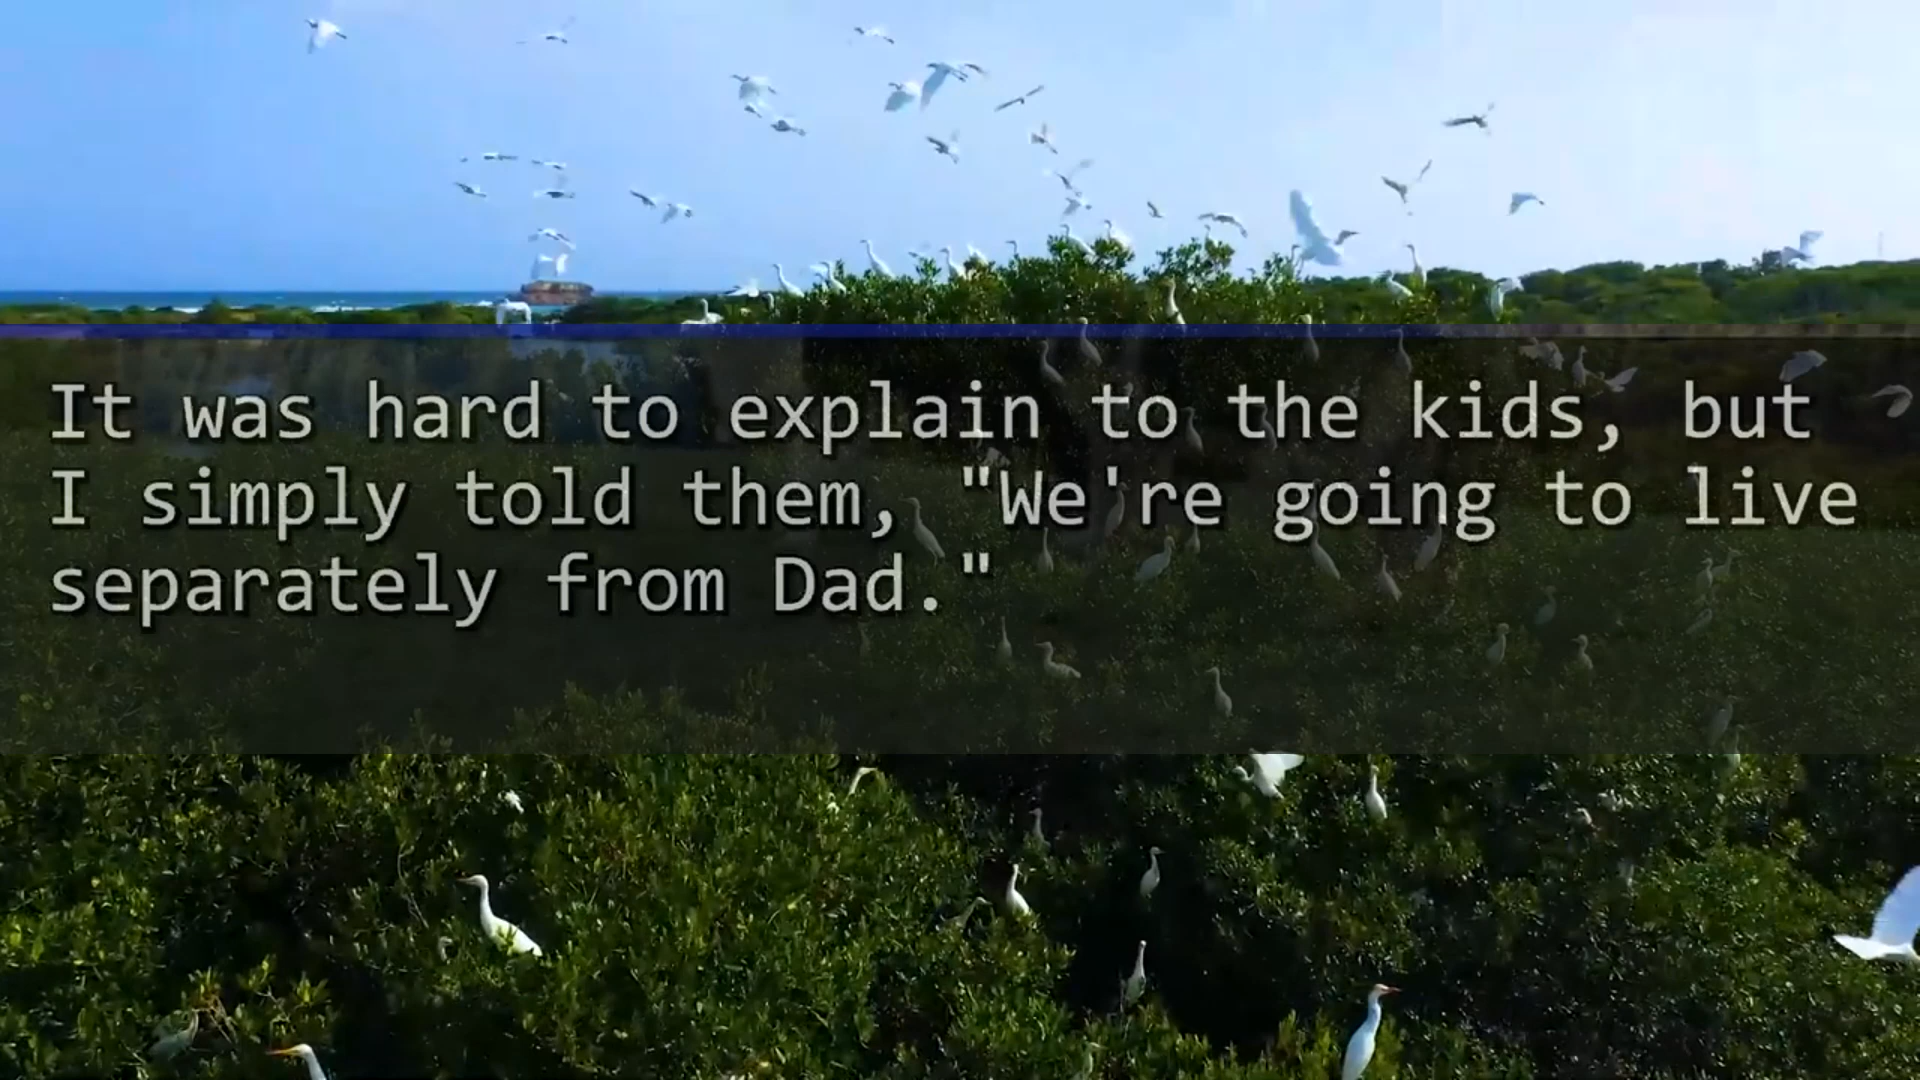 It was hard to explain to the kids, but
I simply told them, "We're going to live
separately from Dad."